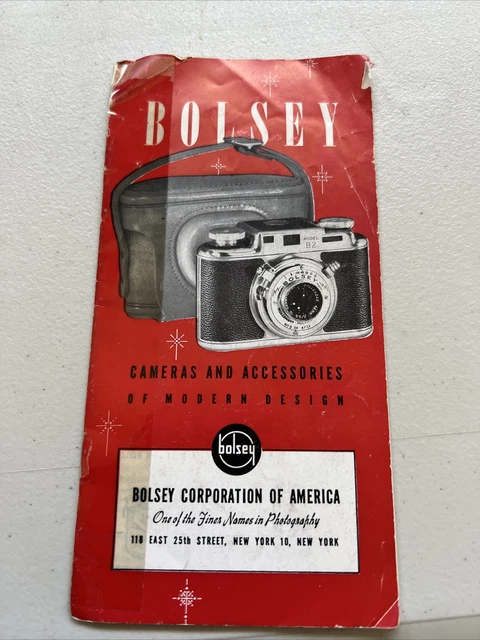 BOLSEY
MODEL
B2
BOLSEY
CAMERAS AND ACCESSORIES
OF MODERN DESIGN
bolsey
BOLSEY CORPORATION OF AMERICA
One of the Finer Names in Photography
118 EAST 25th STREET, NEW YORK 10, NEW YORK